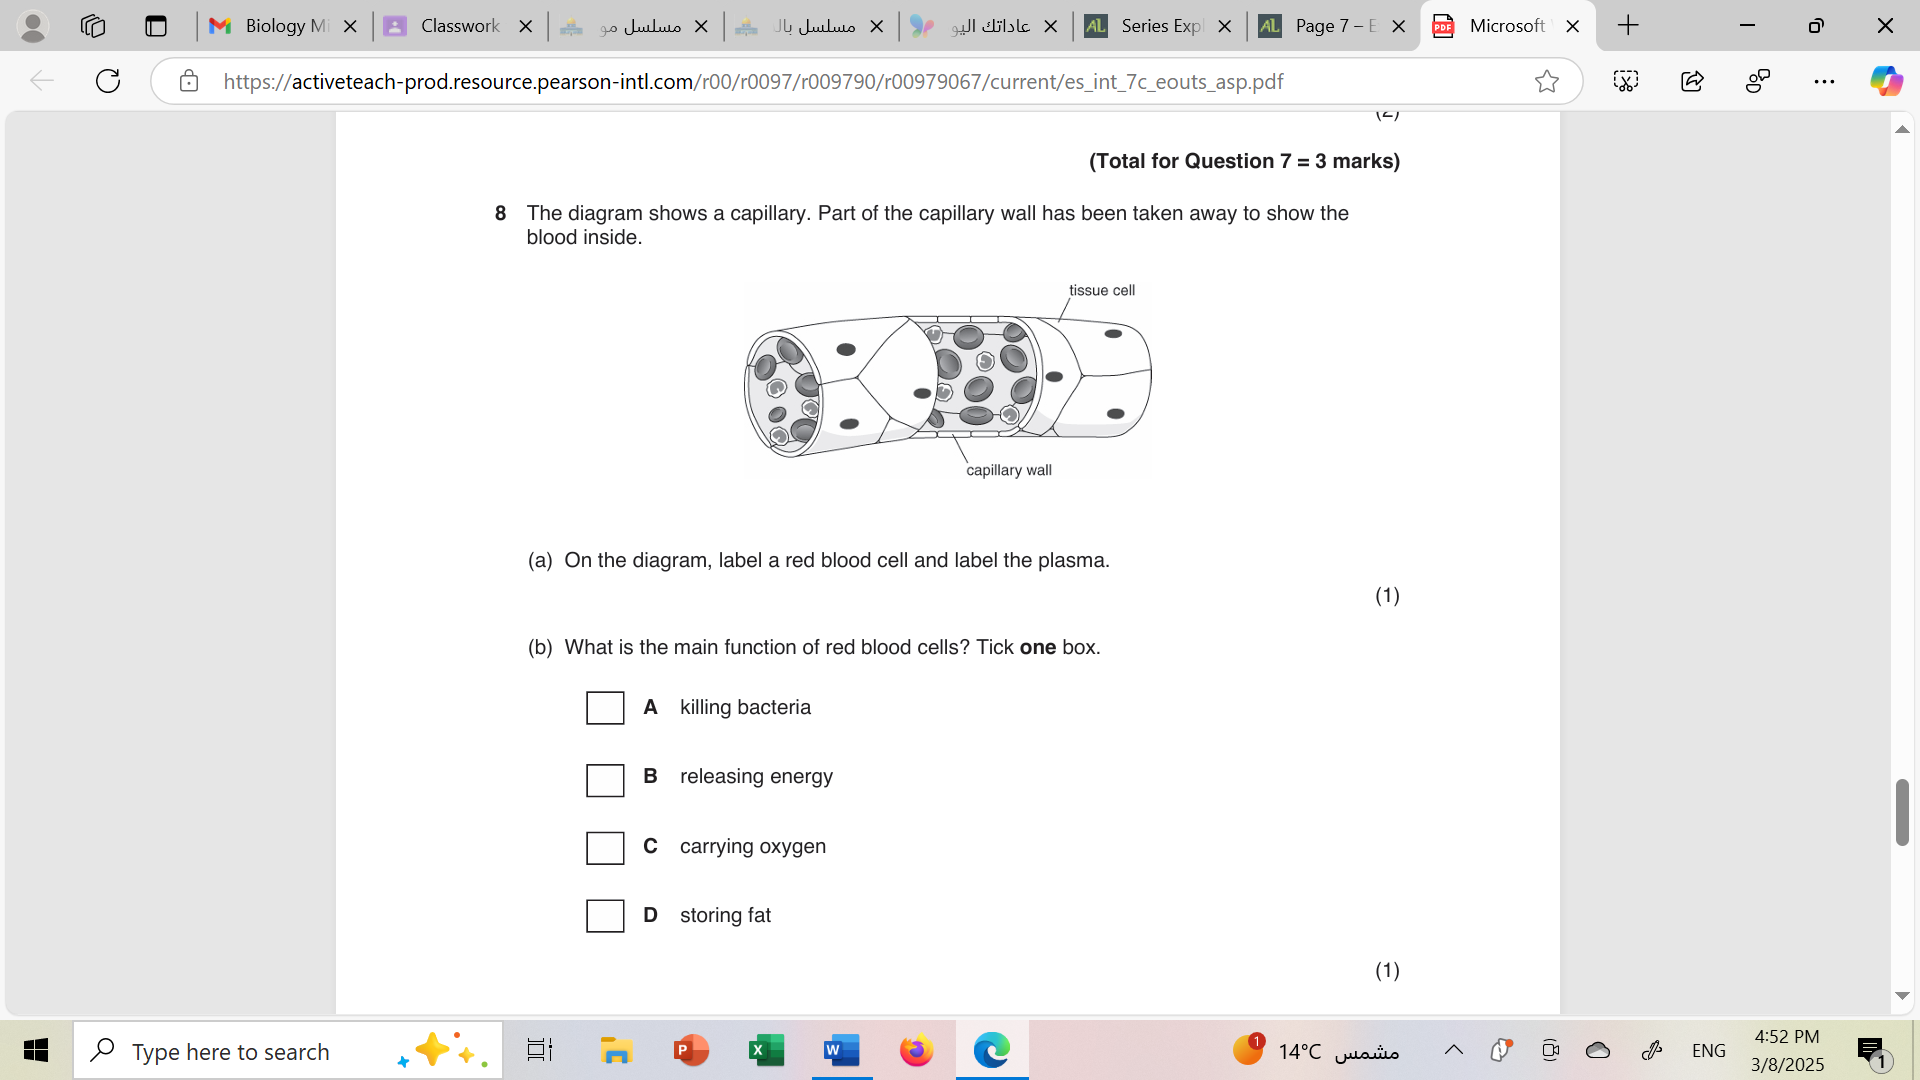 Biology Mi
Classwork
مسلسل مو
مسلسل بال
عاداتك اليو
Series Expl
Page 7 – E
Microsoft
https://activeteach-prod.resource.pearson-intl.com/r00/r0097/r009790/r00979067/current/es_int_7c_eouts_asp.pdf
(2)
(Total for Question 7 = 3 marks)
8 The diagram shows a capillary. Part of the capillary wall has been taken away to show the
blood inside.
tissue cell
capillary wall
(a) On the diagram, label a red blood cell and label the plasma.
(1)
(b) What is the main function of red blood cells? Tick one box.
A killing bacteria
B releasing energy
C carrying oxygen
D storing fat
(1)
Type here to search
1
14°C مشمس
ENG
4:52 PM
3/8/2025
1